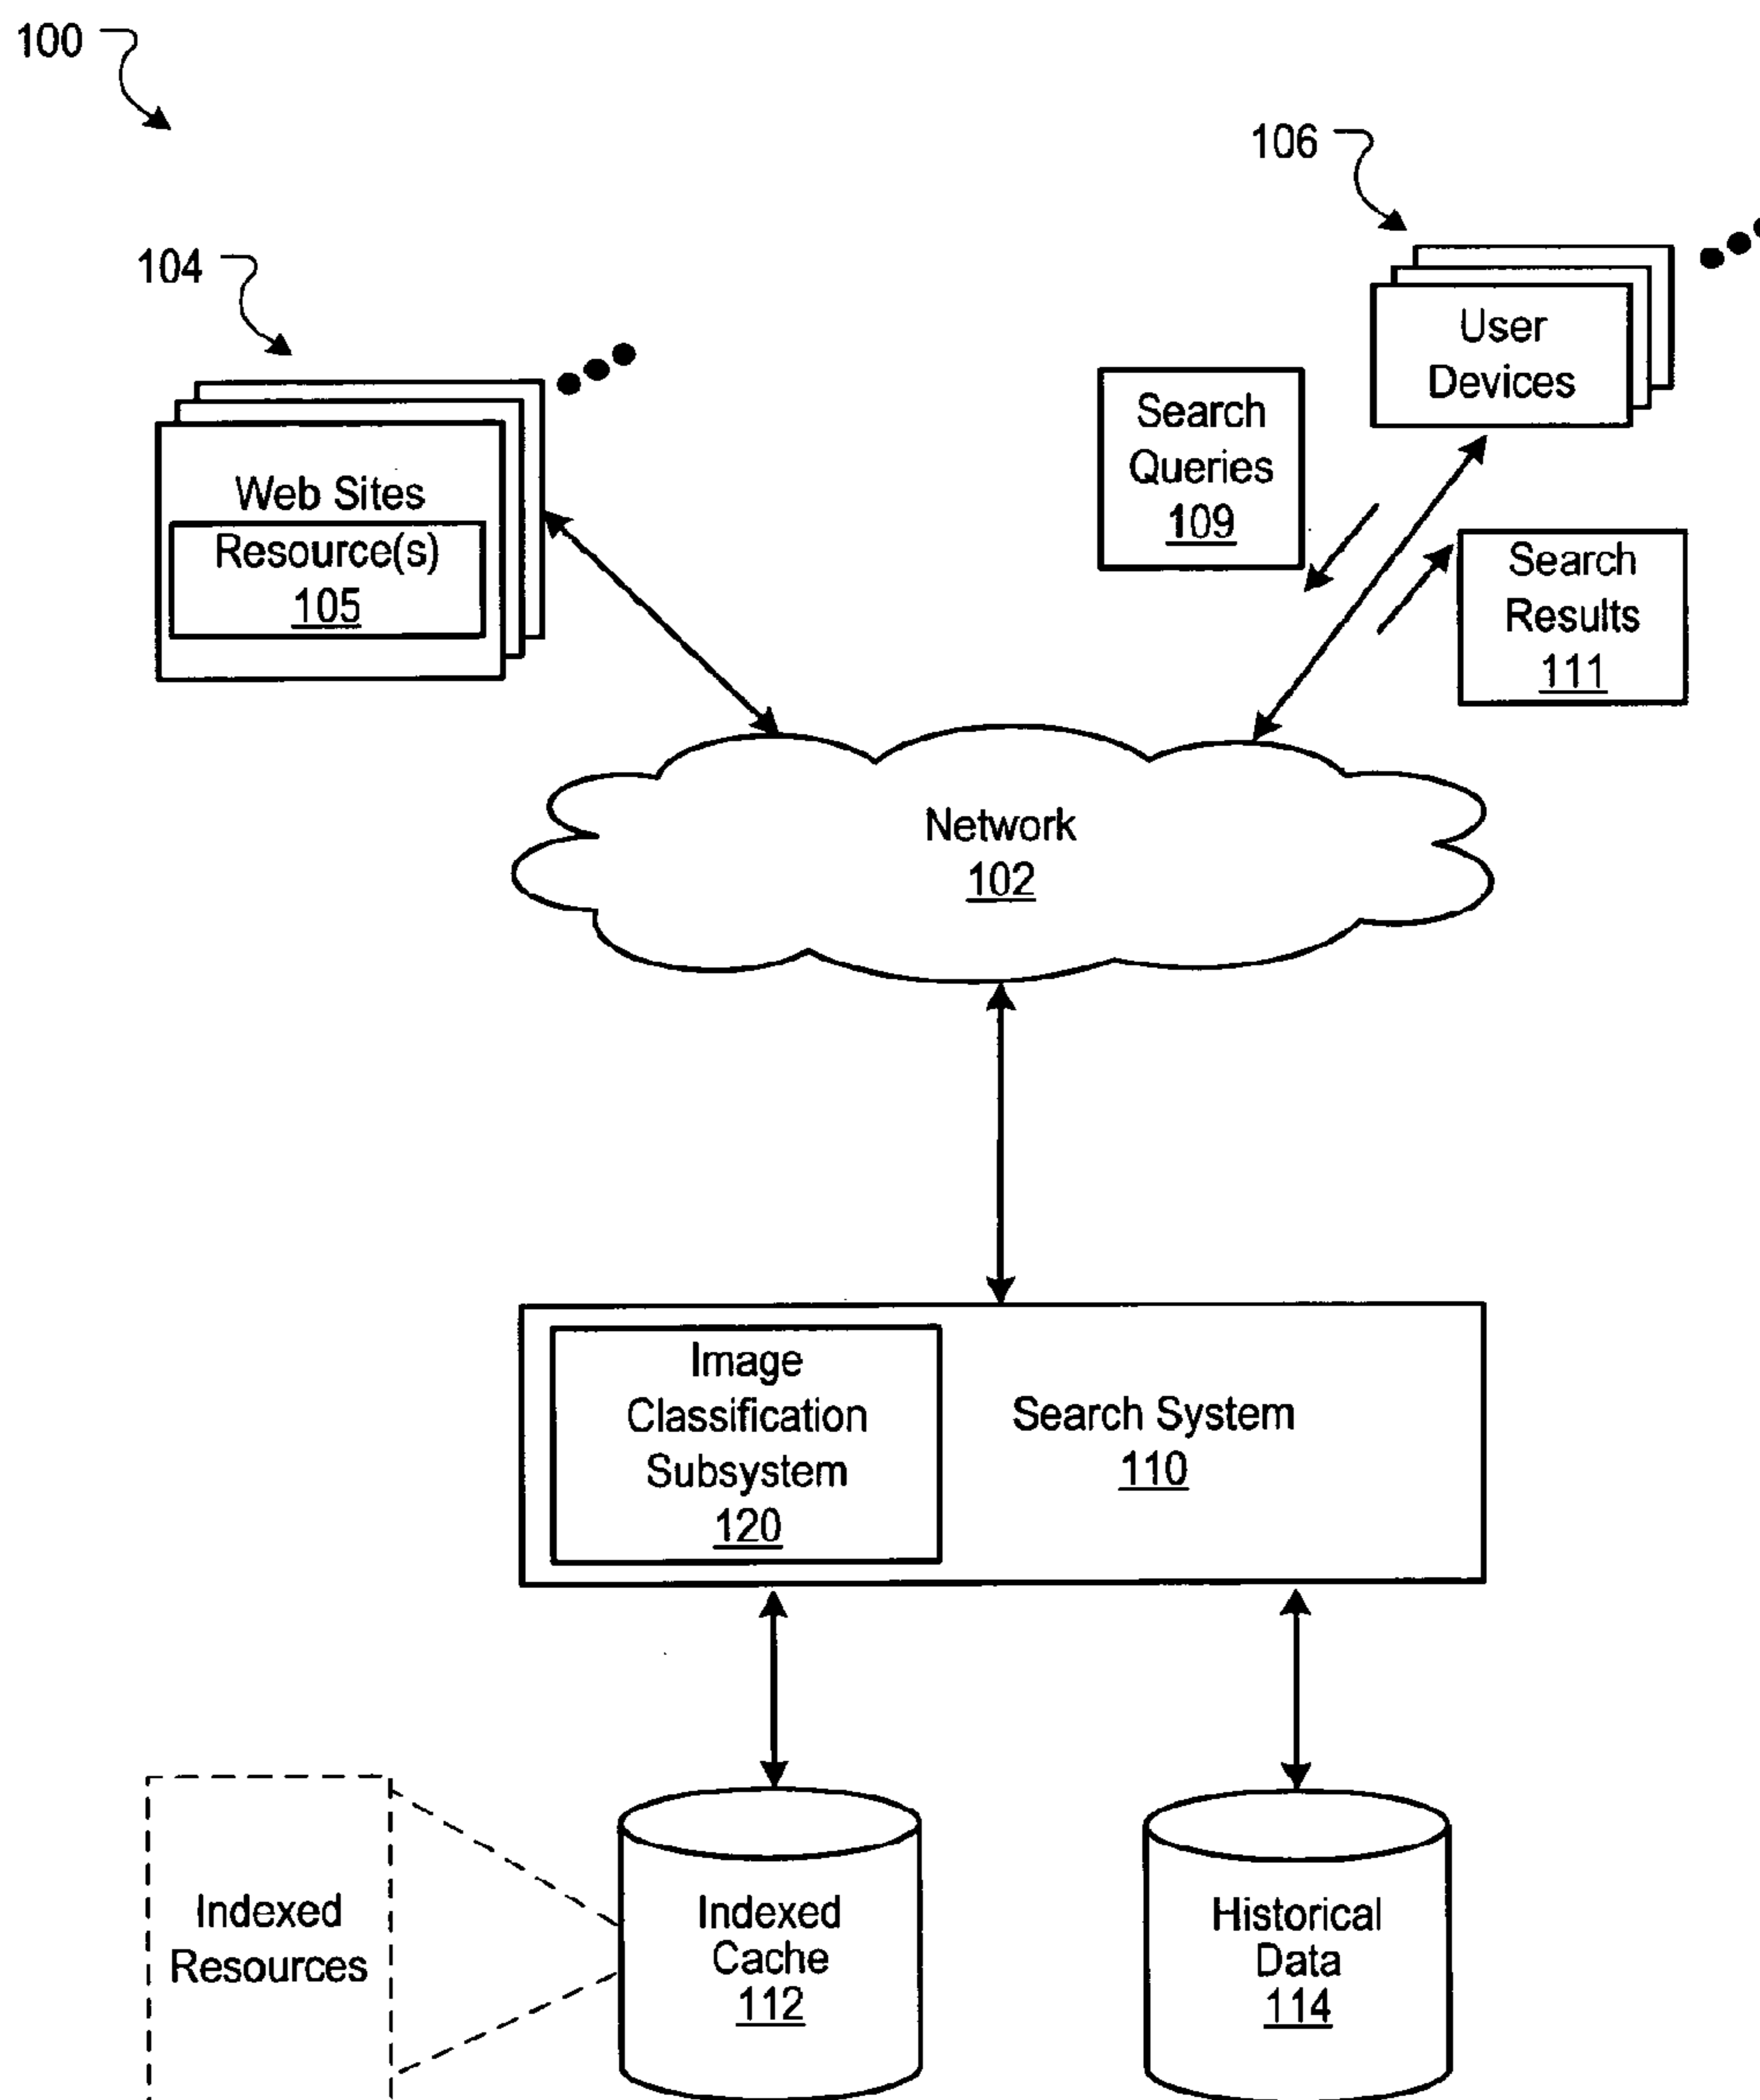 100
106
104
User
Devices
Search
Queries
109
Web Sites
Resource(s)
105
Search
Results
111
Network
102
Image
Classification
Subsystem
120
Search System
110
Indexed
Resources
Indexed
Cache
112
Historical
Data
114